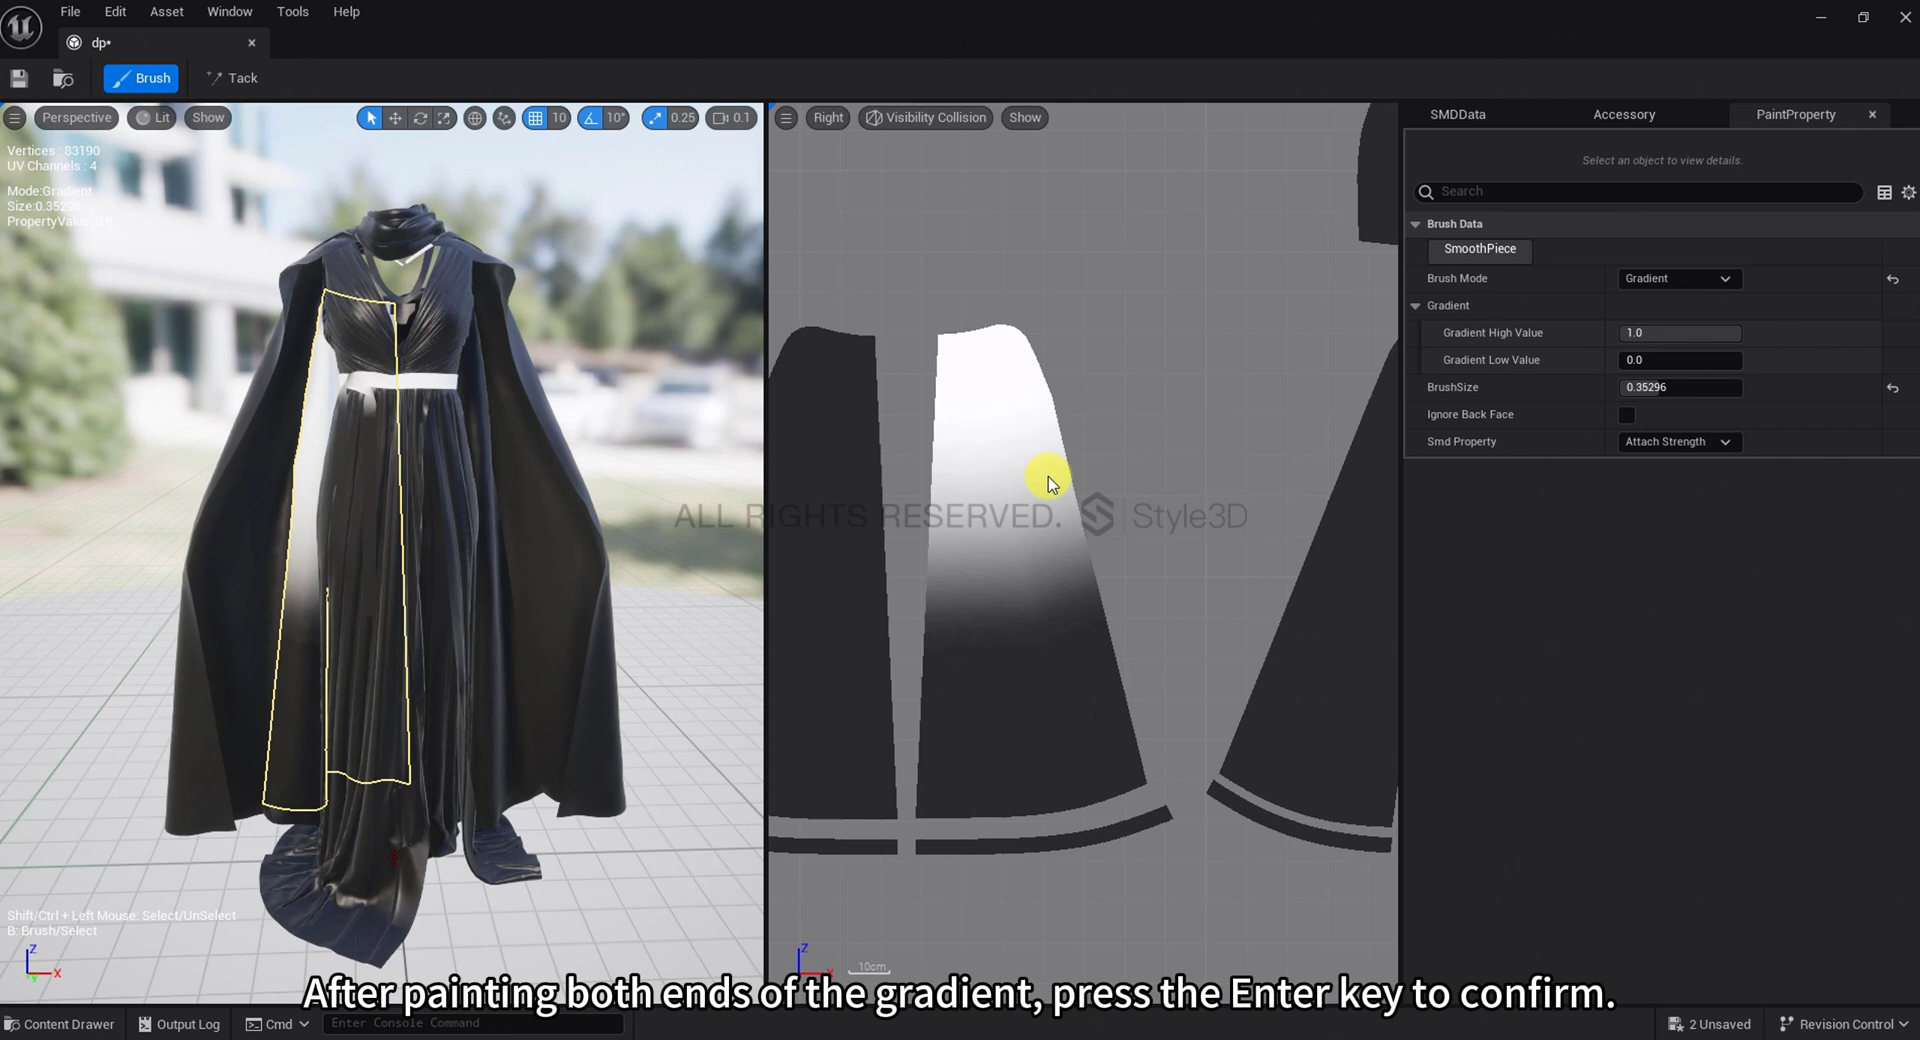 File Edit Asset Window Tools Help
dp*
Brush Tack
Perspective Lit Show 10 10° 0.25 0.1
Right Visibility Collision Show
SMDData Accessory PaintProperty
Vertices : 83190
UV Channels : 4
Mode:Gradient
Size:0.35296
Select an object to view details.
Search
Brush Data
SmoothPiece
Brush Mode Gradient
Gradient
Gradient High Value 1.0
Gradient Low Value 0.0
BrushSize 0.35296
Ignore Back Face
Smd Property Attach Strength
ALL RIGHTS RESERVED. Style3D
Shift/Ctrl + Left Mouse: Select/UnSelect
B: Brush/Select
Z
X
Z
10cm
After painting both ends of the gradient, press the Enter key to confirm.
Content Drawer Output Log Cmd Enter Console Command 2 Unsaved Revision Control